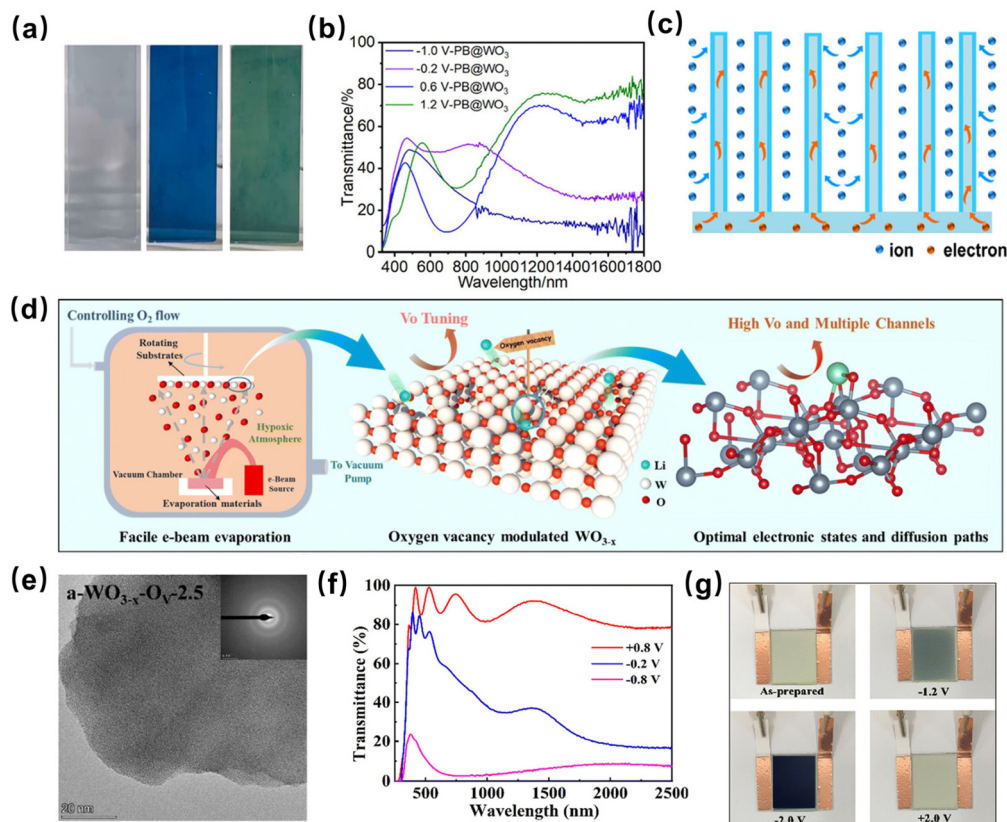 (a)
(b)
100
80
60
40
20
0
Transmittance/%
-1.0 V-PB@WO3
-0.2 V-PB@WO3
0.6 V-PB@WO3
1.2 V-PB@WO3
400 600 800 1000 1200 1400 1600 1800
Wavelength/nm
(c)
ion electron
(d)
Controlling O2 flow
Rotating
Substrates
Hypoxic
Atmosphere
Vacuum Chamber
e-Beam
Source
Evaporation materials
To Vacuum
Pump
Facile e-beam evaporation
Vo Tuning
Oxygen vacancy
Li
W
O
Oxygen vacancy modulated WO3-x
High Vo and Multiple Channels
Optimal electronic states and diffusion paths
(e)
a-WO3-x-OV-2.5
20 nm
(f)
100
80
60
40
20
0
Transmittance (%)
+0.8 V
-0.2 V
-0.8 V
500 1000 1500 2000 2500
Wavelength (nm)
(g)
As-prepared
-1.2 V
-2.0 V
+2.0 V